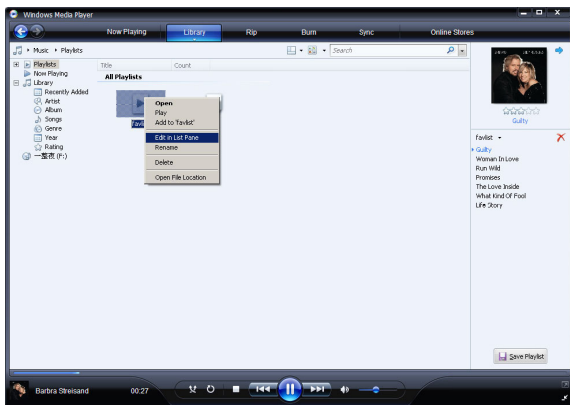 Windows Media Player
Now Playing Library Rip Burn Sync Online Stores
Music Playlists
Search
Playlists
Now Playing
Library
Recently Added
Artist
Album
Songs
Genre
Year
Rating
一整夜 (F:)
Title Count
All Playlists
Open
Play
Add to 'favlist'
Edit in List Pane
Rename
Delete
Open File Location
Guilty
favlist
Guilty
Woman In Love
Run Wild
Promises
The Love Inside
What Kind Of Fool
Life Story
Save Playlist
Barbra Streisand 00:27